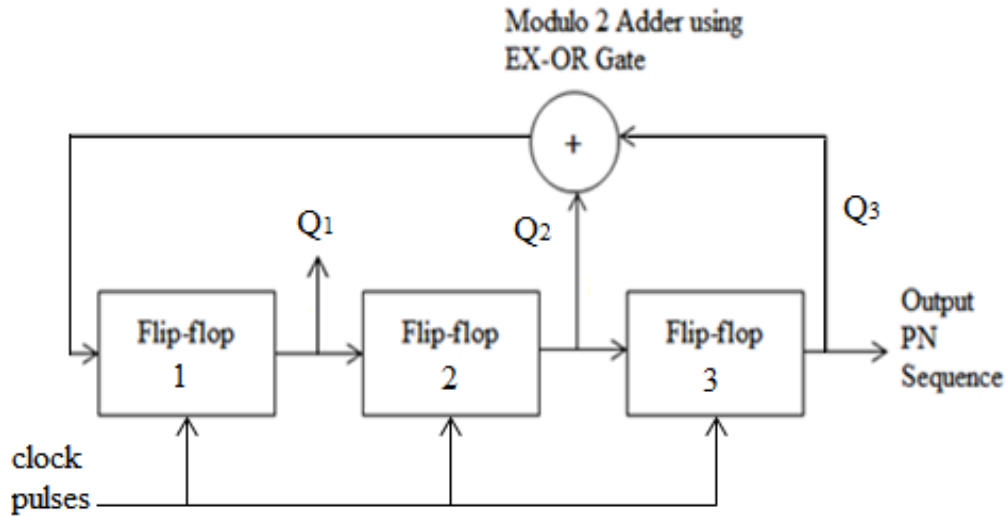 Modulo 2 Adder using
EX-OR Gate
+
Q1
Q2
Q3
Flip-flop
1
Flip-flop
2
Flip-flop
3
Output
PN
Sequence
clock
pulses